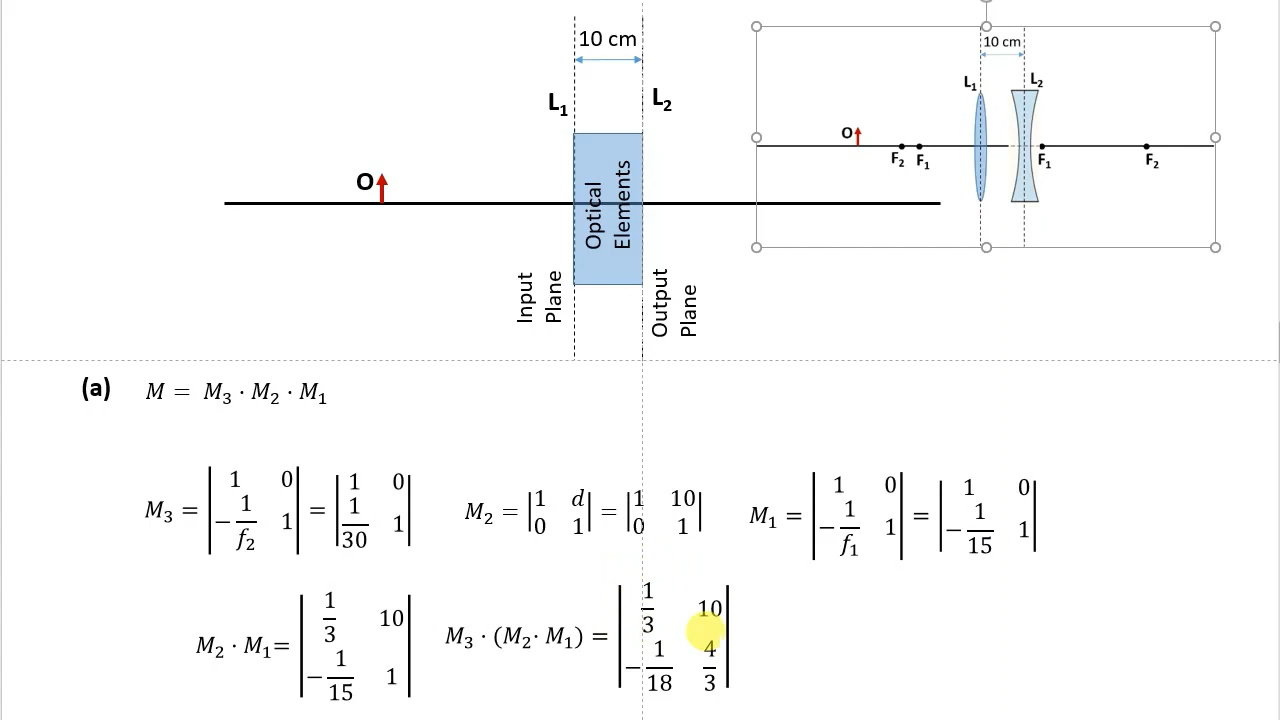 10 cm
L₁
L₂
O
Optical
Elements
Input
Plane
Output
Plane
10 cm
L₁
L₂
O
F₂ F₁ F₁ F₂
(a) M = M₃ · M₂ · M₁
M₃ = |1 0; -1/f₂ 1| = |1 0; 1/30 1| M₂ = |1 d; 0 1| = |1 10; 0 1| M₁ = |1 0; -1/f₁ 1| = |1 0; -1/15 1|
M₂ · M₁= |1/3 10; -1/15 1| M₃ · (M₂· M₁) = |1/3 10; -1/18 4/3|